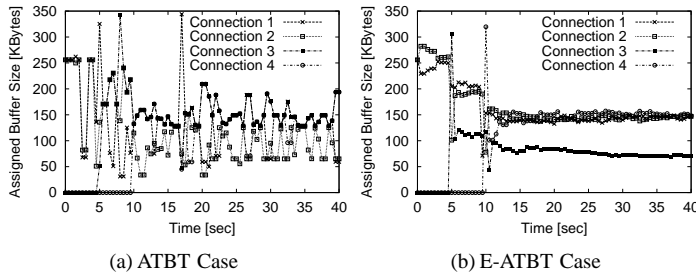 Assigned Buffer Size [KBytes]
350
300
250
200
150
100
50
0
Connection 1
Connection 2
Connection 3
Connection 4
0 5 10 15 20 25 30 35 40
Time [sec]
(a) ATBT Case
Assigned Buffer Size [KBytes]
350
300
250
200
150
100
50
0
Connection 1
Connection 2
Connection 3
Connection 4
0 5 10 15 20 25 30 35 40
Time [sec]
(b) E-ATBT Case